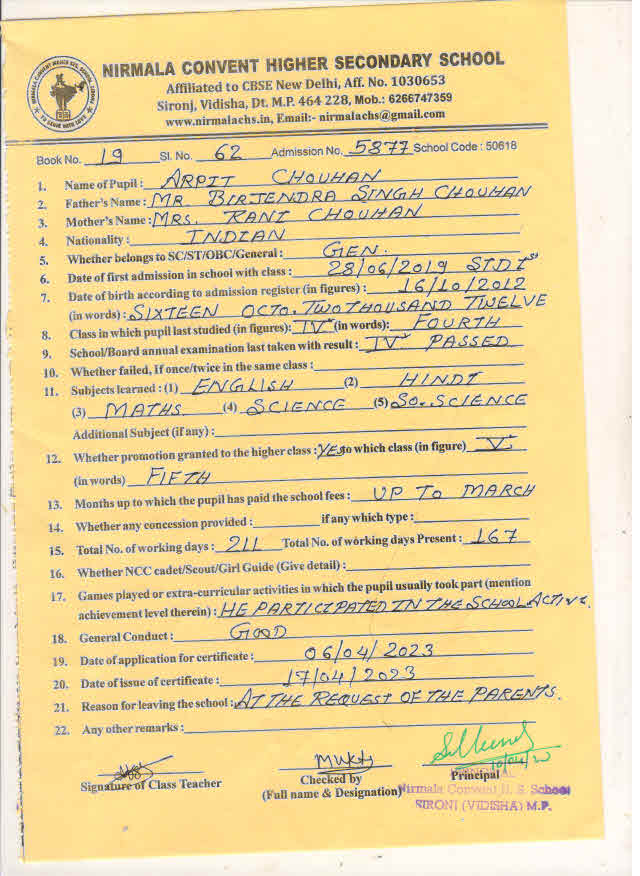 NIRMALA CONVENT HIGHER SECONDARY SCHOOL
Affiliated to CBSE New Delhi, Aff. No. 1030653
Sironj, Vidisha, Dt. M.P. 464 228, Mob.: 6266747359
www.nirmalachs.in, Email:- nirmalachs@gmail.com
Book No. 19 Sl. No. 62 Admission No. 5877 School Code : 50618
1. Name of Pupil : ARPIT CHOUHAN
2. Father's Name : MR. BIRJENDRA SINGH CHOUHAN
3. Mother's Name : MRS. RANI CHOUHAN
4. Nationality : INDIAN
5. Whether belongs to SC/ST/OBC/General : GEN.
6. Date of first admission in school with class : 28/06/2019 STD I st
7. Date of birth according to admission register (in figures) : 16/10/2012
(in words) : SIXTEEN OCTO. TWO THOUSAND TWELVE
8. Class in which pupil last studied (in figures): IV (in words): FOURTH
9. School/Board annual examination last taken with result : IV PASSED
10. Whether failed, If once/twice in the same class :
11. Subjects learned : (1) ENGLISH (2) HINDI
(3) MATHS (4) SCIENCE (5) SO. SCIENCE
Additional Subject (if any) :
12. Whether promotion granted to the higher class : YES to which class (in figure) V
(in words) FIFTH
13. Months up to which the pupil has paid the school fees : UP TO MARCH
14. Whether any concession provided : if any which type :
15. Total No. of working days : 211 Total No. of working days Present : 167
16. Whether NCC cadet/Scout/Girl Guide (Give detail) :
17. Games played or extra-curricular activities in which the pupil usually took part (mention
achievement level therein) : HE PARTICIPATED IN THE SCHOOL ACTIVI.
18. General Conduct : GOOD
19. Date of application for certificate : 06/04/2023
20. Date of issue of certificate : 17/04/2023
21. Reason for leaving the school : AT THE REQUEST OF THE PARENTS.
22. Any other remarks :
Signature of Class Teacher
Checked by
(Full name & Designation)
Principal
Nirmala Convent H. S. School
SIRONJ (VIDISHA) M.P.